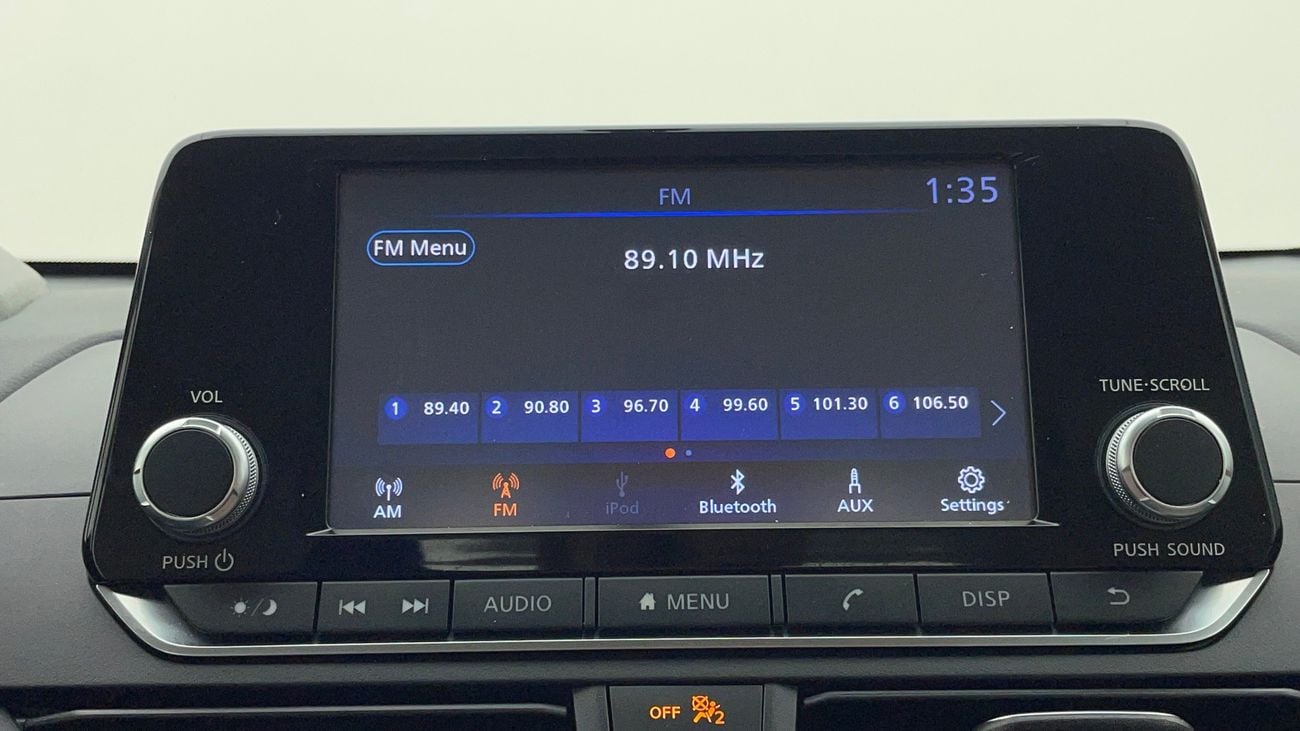 FM
1:35
FM Menu
89.10 MHz
1 89.40 2 90.80 3 96.70 4 99.60 5 101.30 6 106.50
AM FM iPod Bluetooth AUX Settings
VOL
PUSH
TUNE·SCROLL
PUSH SOUND
AUDIO MENU DISP
OFF 2